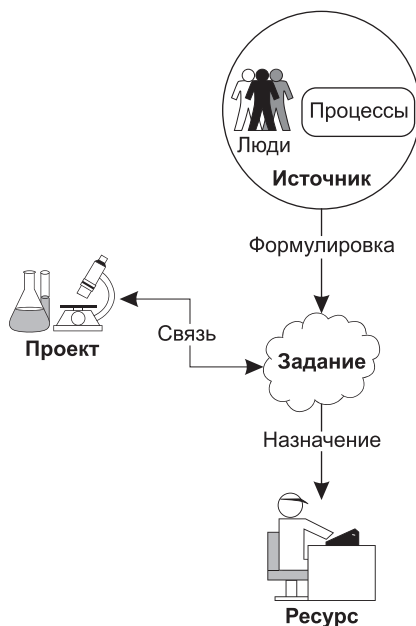 Процессы
Люди
Источник
Формулировка
Связь
Проект
Задание
Назначение
Ресурс